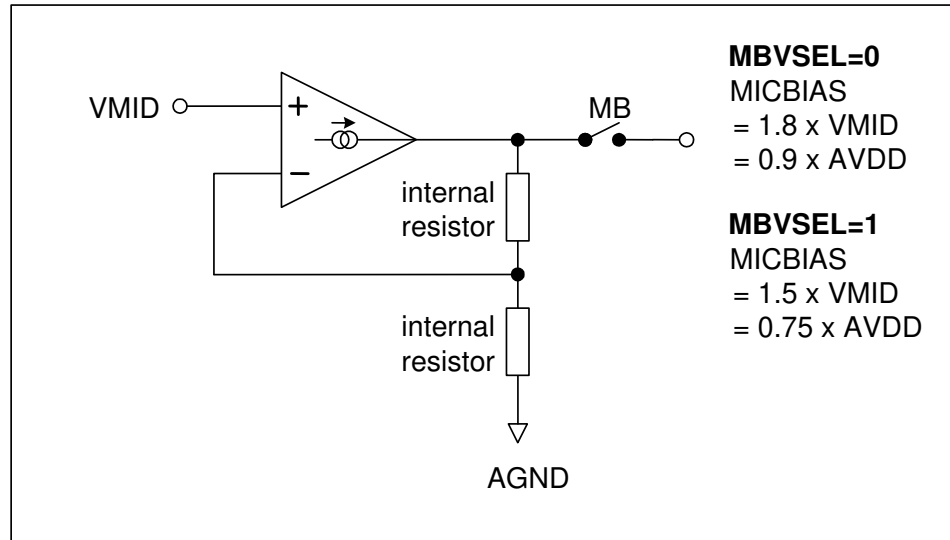 MBVSEL=0
MICBIAS
= 1.8 x VMID
= 0.9 x AVDD
MBVSEL=1
MICBIAS
= 1.5 x VMID
= 0.75 x AVDD
VMID
+
−
MB
internal
resistor
internal
resistor
AGND